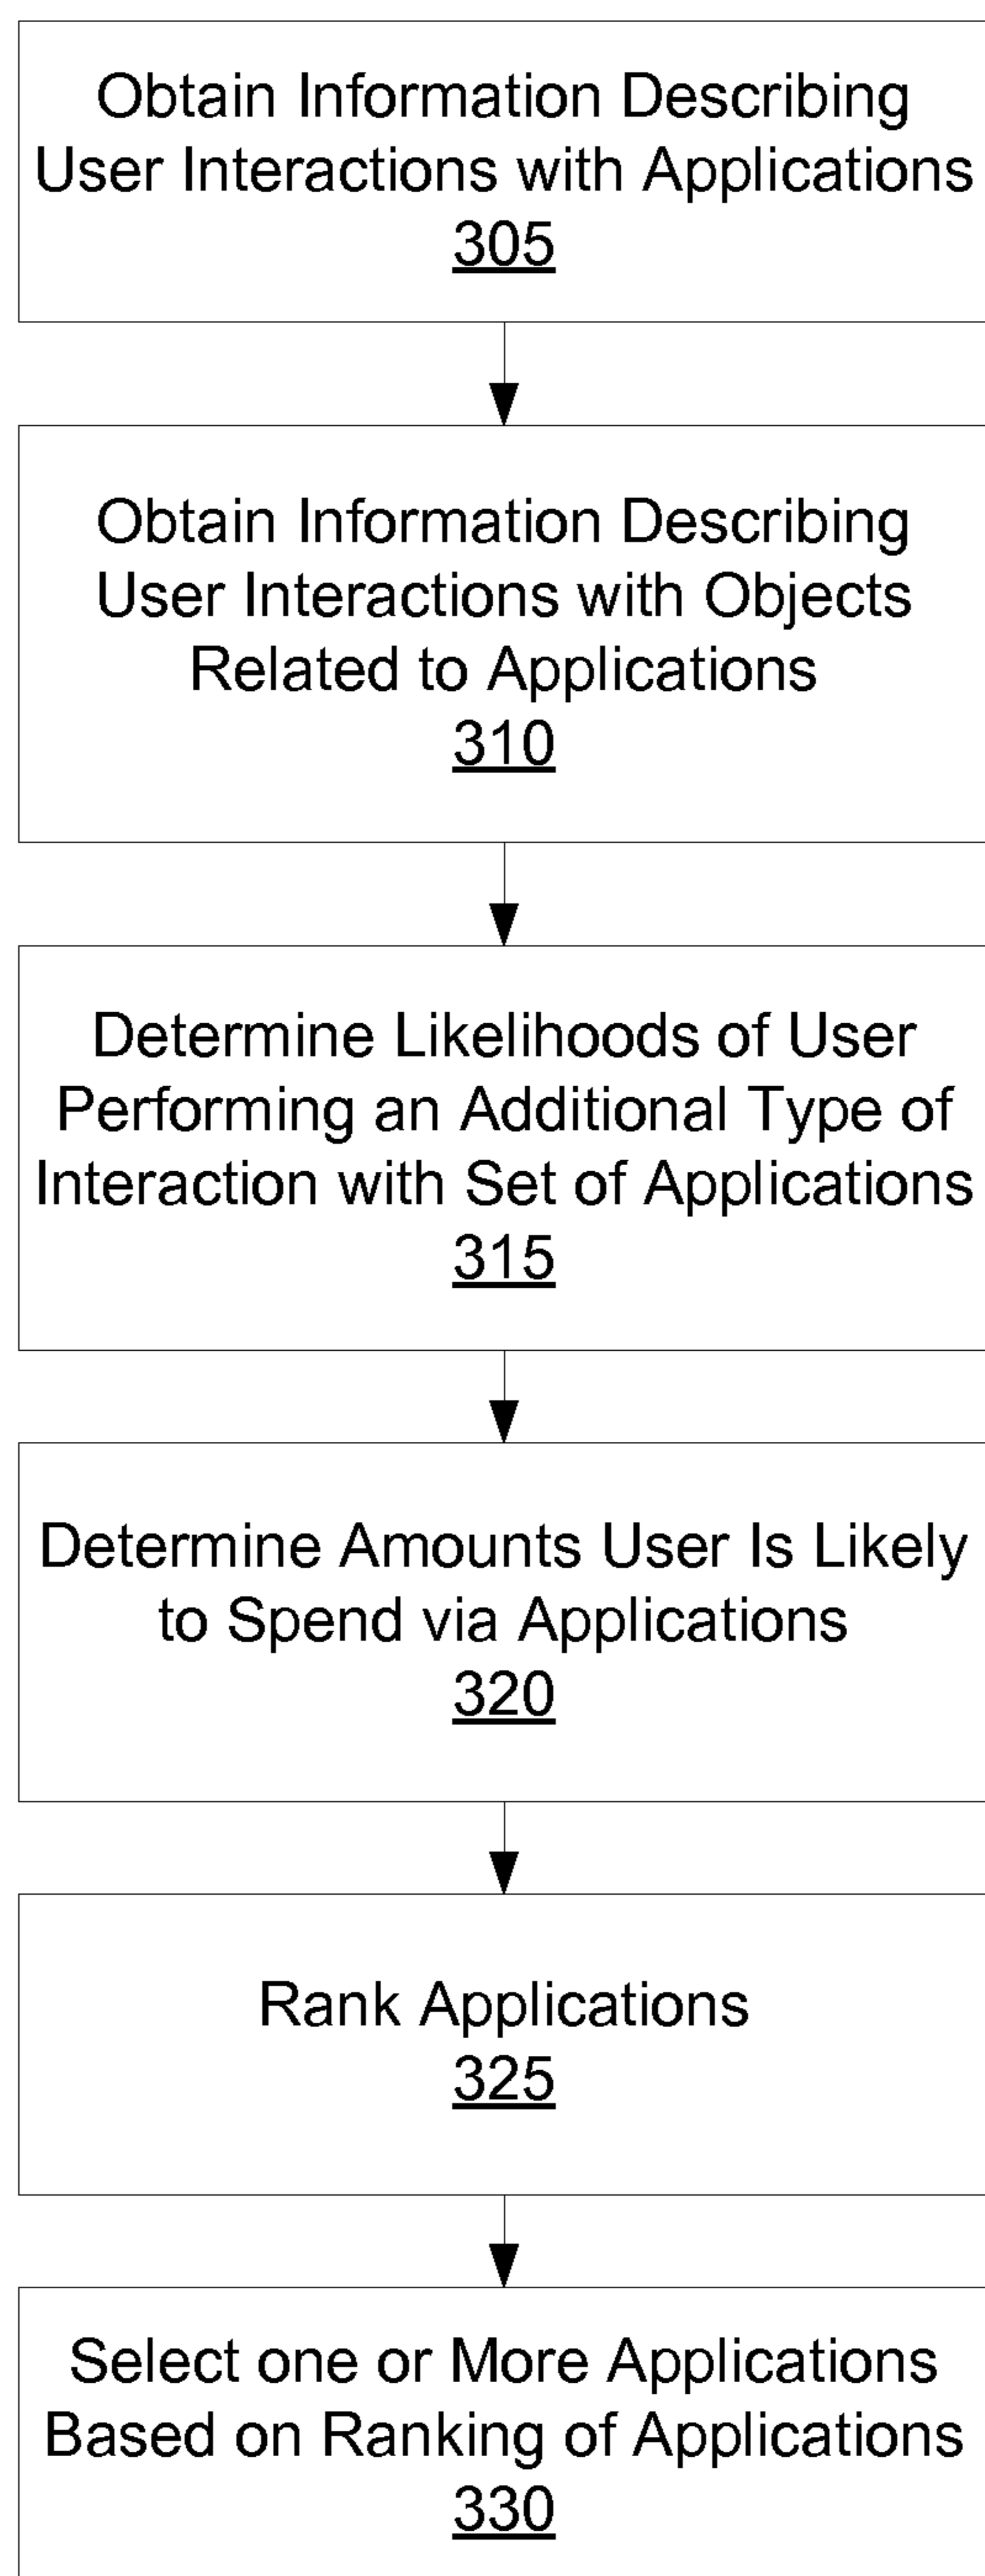 Obtain Information Describing
User Interactions with Applications
305
Obtain Information Describing
User Interactions with Objects
Related to Applications
310
Determine Likelihoods of User
Performing an Additional Type of
Interaction with Set of Applications
315
Determine Amounts User Is Likely
to Spend via Applications
320
Rank Applications
325
Select one or More Applications
Based on Ranking of Applications
330